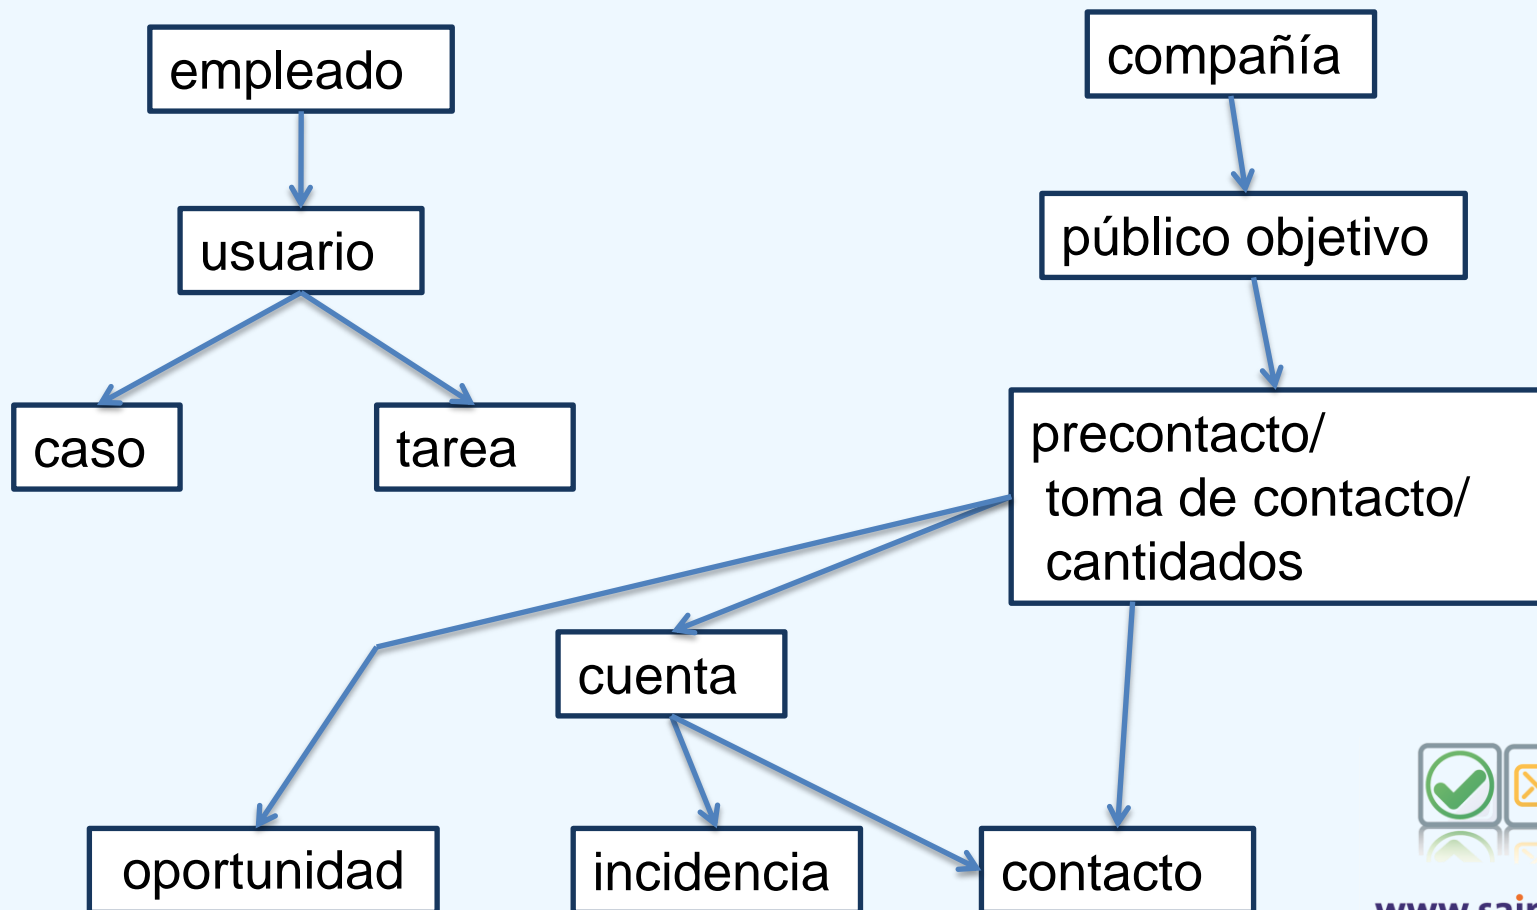 empleado
compañía
usuario
público objetivo
caso
tarea
precontacto/
toma de contacto/
cantidados
cuenta
oportunidad
incidencia
contacto